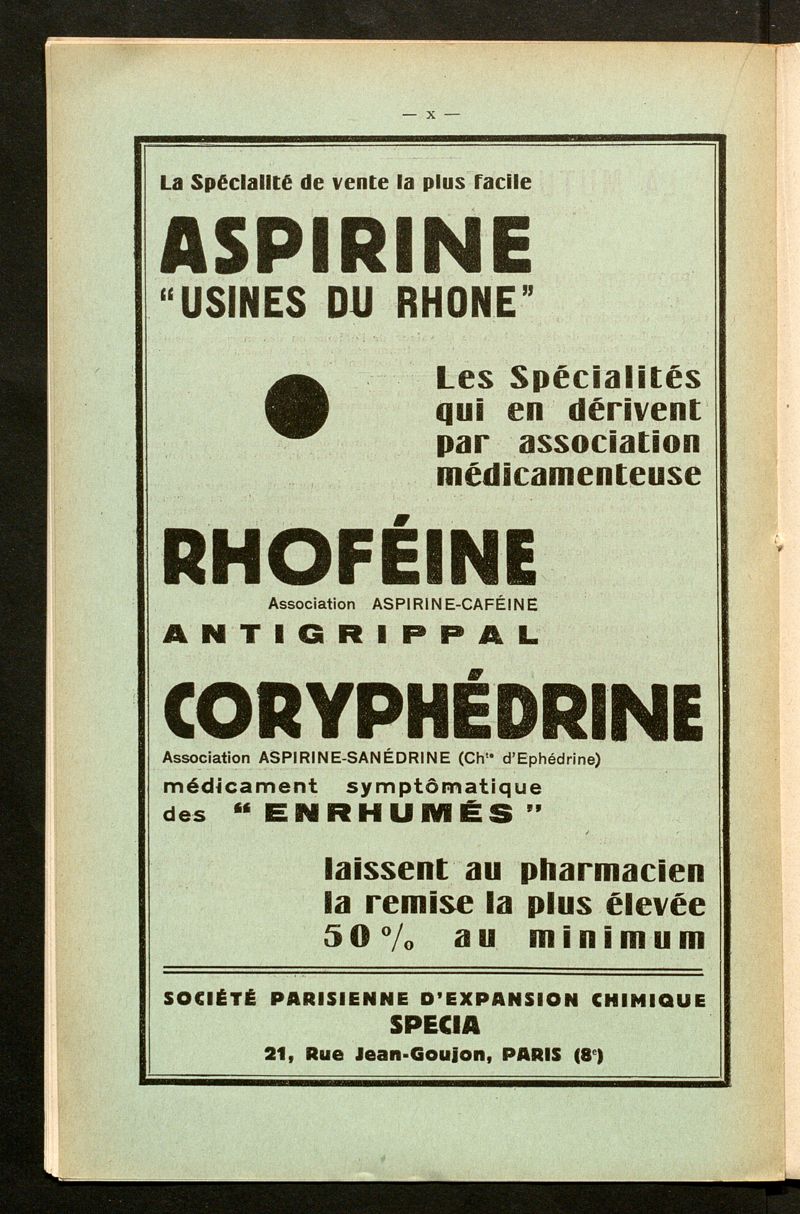 — x —
La Spécialité de vente la plus facile
ASPIRINE
“USINES DU RHONE”
Les Spécialités
qui en dérivent
par association
médicamenteuse
RHOFÉINE
Association ASPIRINE-CAFÉINE
ANTIGRIPPAL
CORYPHÉDRINE
Association ASPIRINE-SANÉDRINE (Chte d'Ephédrine)
médicament symptômatique
des “ENRHUMÉS”
laissent au pharmacien
la remise la plus élevée
50% au minimum
SOCIÉTÉ PARISIENNE D'EXPANSION CHIMIQUE
SPECIA
21, Rue Jean-Goujon, PARIS (8e)